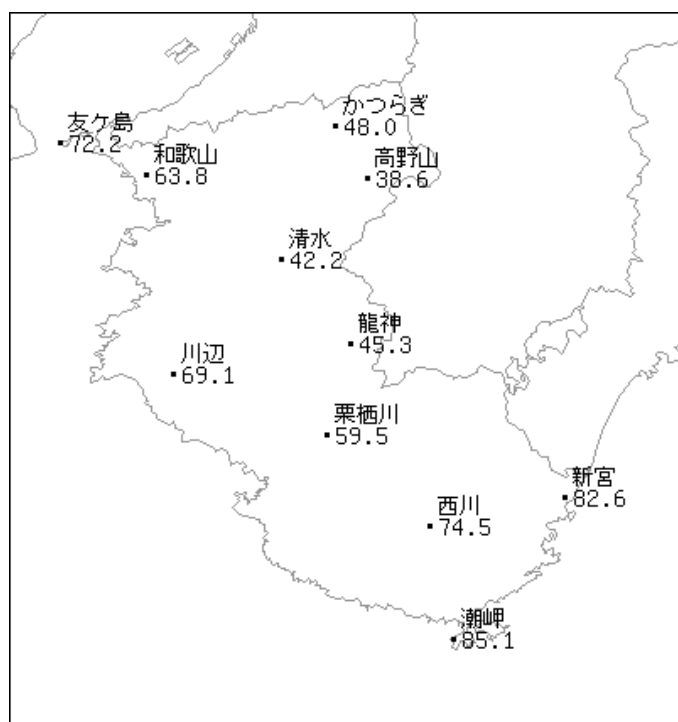 かつらぎ
48.0
友ケ島
72.2
和歌山
63.8
高野山
38.6
清水
42.2
龍神
45.3
川辺
69.1
栗栖川
59.5
新宮
82.6
西川
74.5
潮岬
85.1